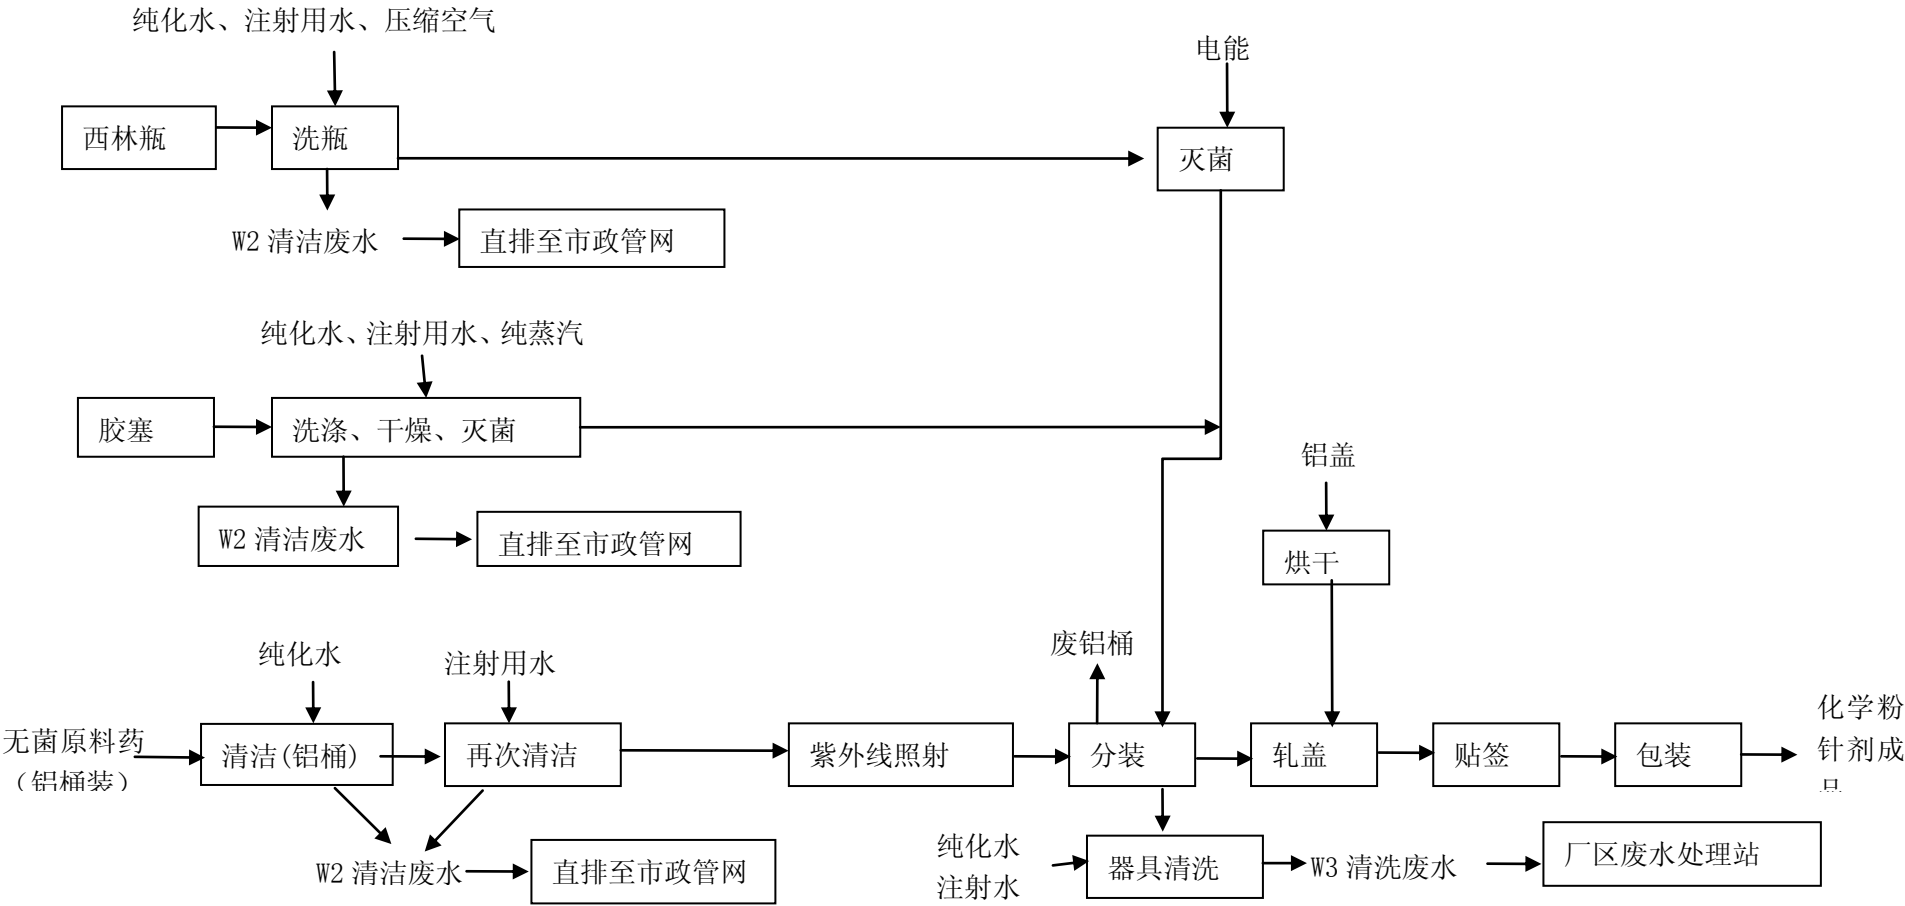 纯化水、注射用水、压缩空气
电能
西林瓶
洗瓶
灭菌
W2 清洁废水
直排至市政管网
纯化水、注射用水、纯蒸汽
胶塞
洗涤、干燥、灭菌
铝盖
W2 清洁废水
直排至市政管网
烘干
纯化水
注射用水
废铝桶
无菌原料药
（铝桶装）
清洁(铝桶)
再次清洁
紫外线照射
分装
轧盖
贴签
包装
化学粉
针剂成
品
W2 清洁废水
直排至市政管网
纯化水
注射水
器具清洗
W3 清洗废水
厂区废水处理站